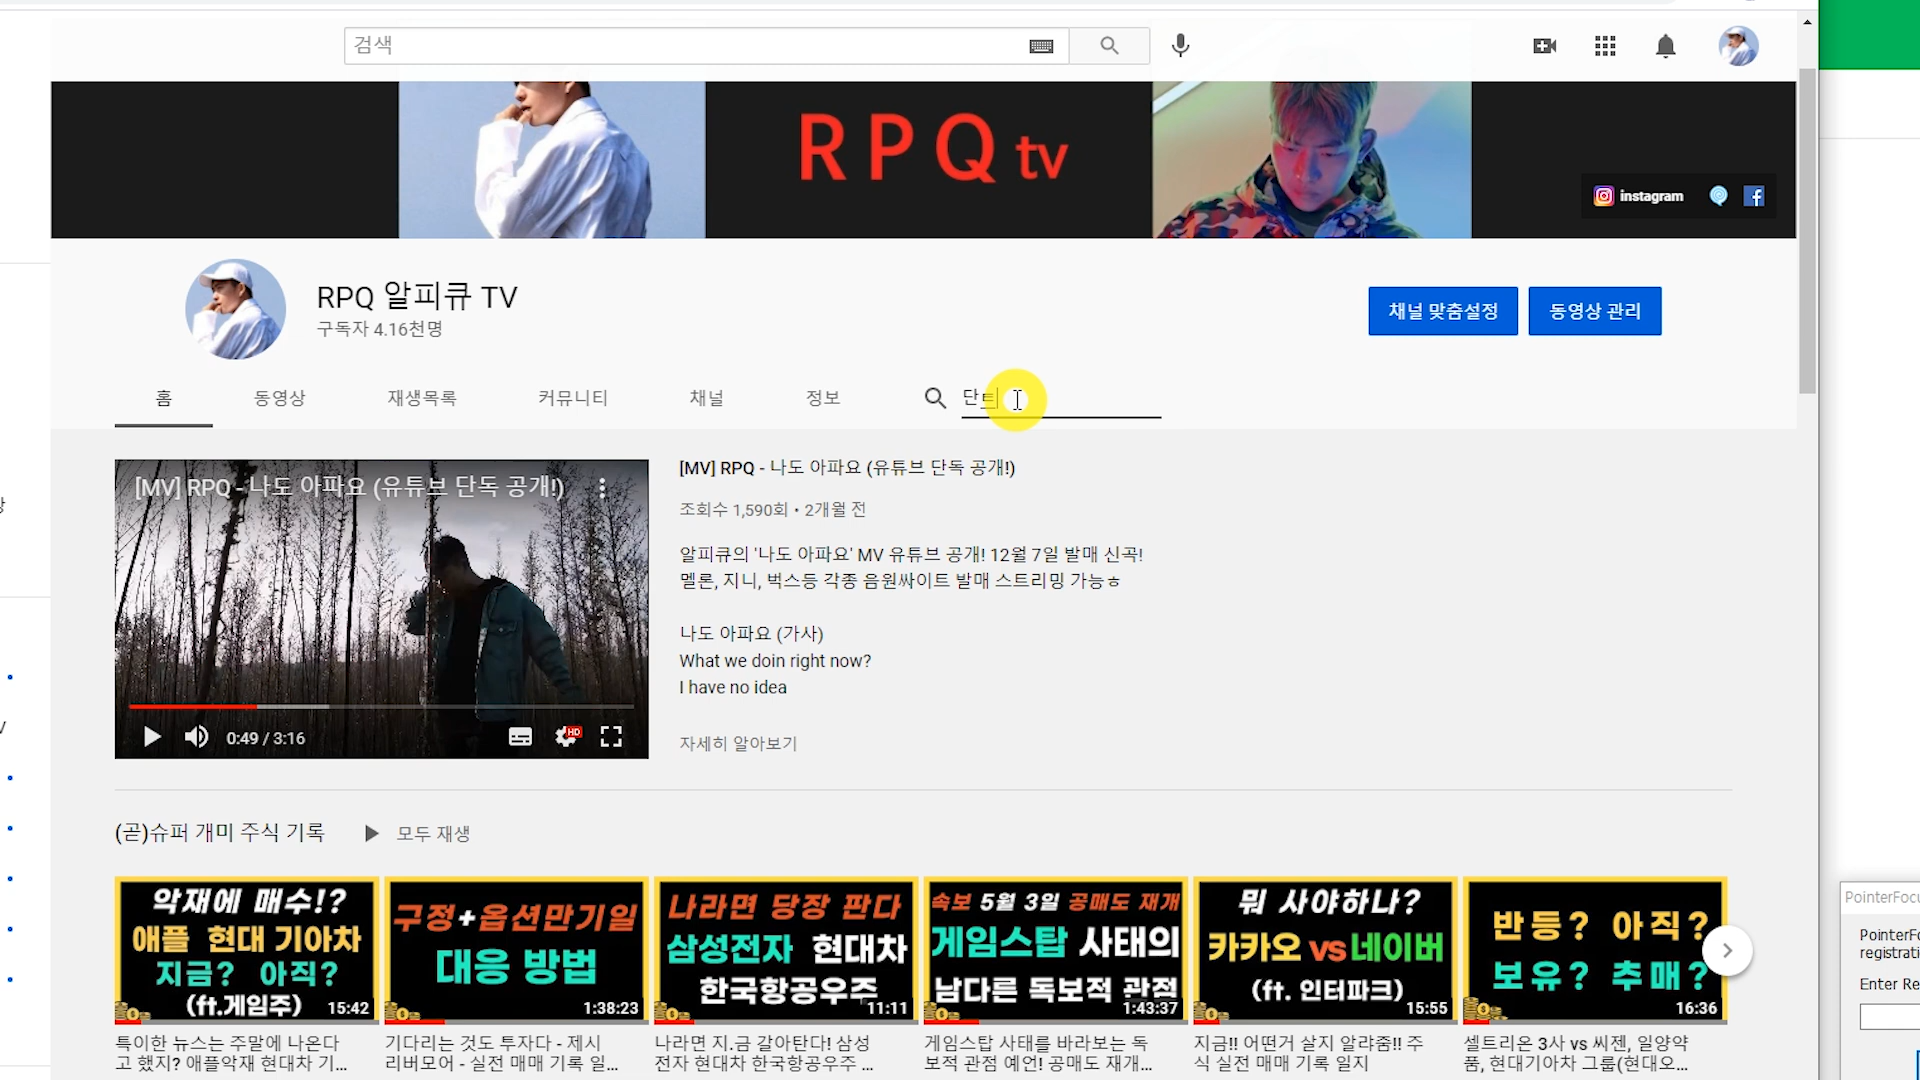 검색
RPQ tv
instagram
RPQ 알피큐 TV
구독자 4.16천명
채널 맞춤설정
동영상 관리
홈
동영상
재생목록
커뮤니티
채널
정보
단트
[MV] RPQ - 나도 아파요 (유튜브 단독 공개!)
0:49 / 3:16
HD
[MV] RPQ - 나도 아파요 (유튜브 단독 공개!)
조회수 1,590회 • 2개월 전
알피큐의 '나도 아파요' MV 유튜브 공개! 12월 7일 발매 신곡!
멜론, 지니, 벅스등 각종 음원싸이트 발매 스트리밍 가능ㅎ
나도 아파요 (가사)
What we doin right now?
I have no idea
자세히 알아보기
(곧)슈퍼 개미 주식 기록
모두 재생
악재에 매수!?
애플 현대 기아차
지금? 아직?
(ft.게임주)
15:42
특이한 뉴스는 주말에 나온다
고 했지? 애플악재 현대차 기...
구정+옵션만기일
대응 방법
1:38:23
기다리는 것도 투자다 - 제시
리버모어 - 실전 매매 기록 일...
나라면 당장 판다
삼성전자 현대차
한국항공우주
11:11
나라면 지.금 갈아탄다! 삼성
전자 현대차 한국항공우주 ...
속보 5월 3일 공매도 재개
게임스탑 사태의
남다른 독보적 관점
1:43:37
게임스탑 사태를 바라보는 독
보적 관점 예언! 공매도 재개...
뭐 사야하나?
카카오 vs 네이버
(ft. 인터파크)
15:55
지금!! 어떤거 살지 알랴줌!! 주
식 실전 매매 기록 일지
반등? 아직?
보유? 추매?
16:36
셀트리온 3사 vs 씨젠, 일양약
품, 현대기아차 그룹(현대오...
PointerFocu
PointerFo
registrati
Enter Re